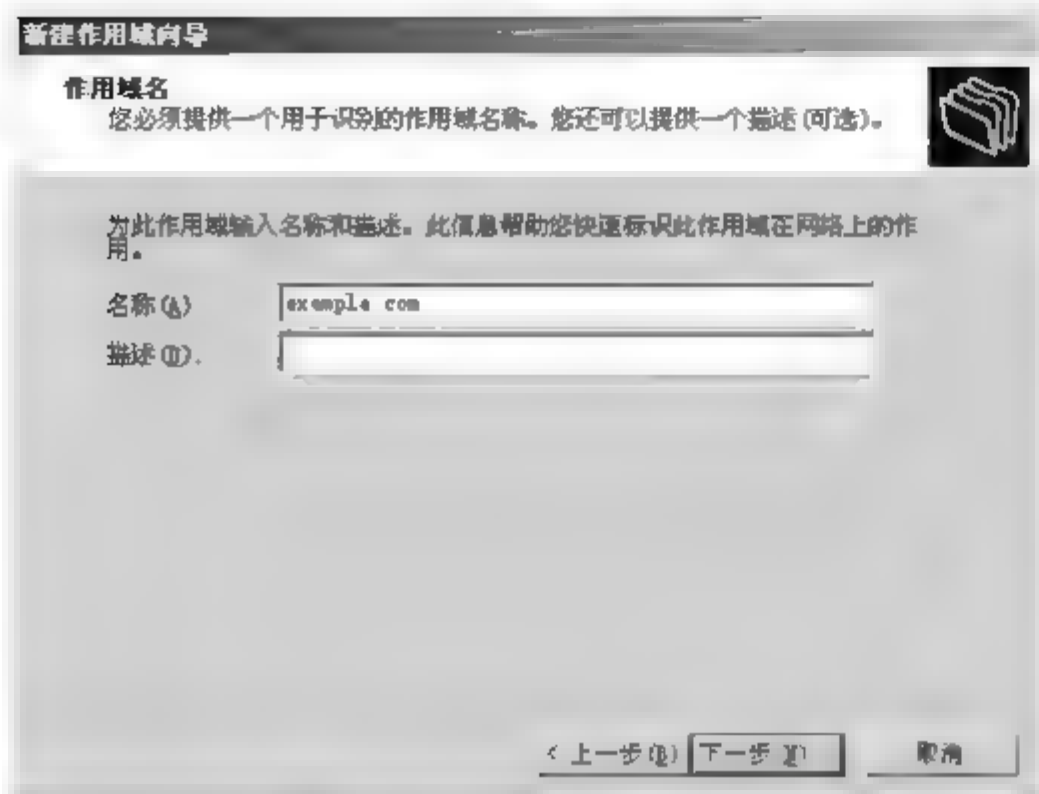 新建作用域向导
作用域名
您必须提供一个用于识别的作用域名称。您还可以提供一个描述(可选)。
为此作用域输入名称和描述。此信息帮助您快速标识此作用域在网络上的作
用。
名称(A)
example com
描述(D).
< 上一步(B)
下一步(N)
取消